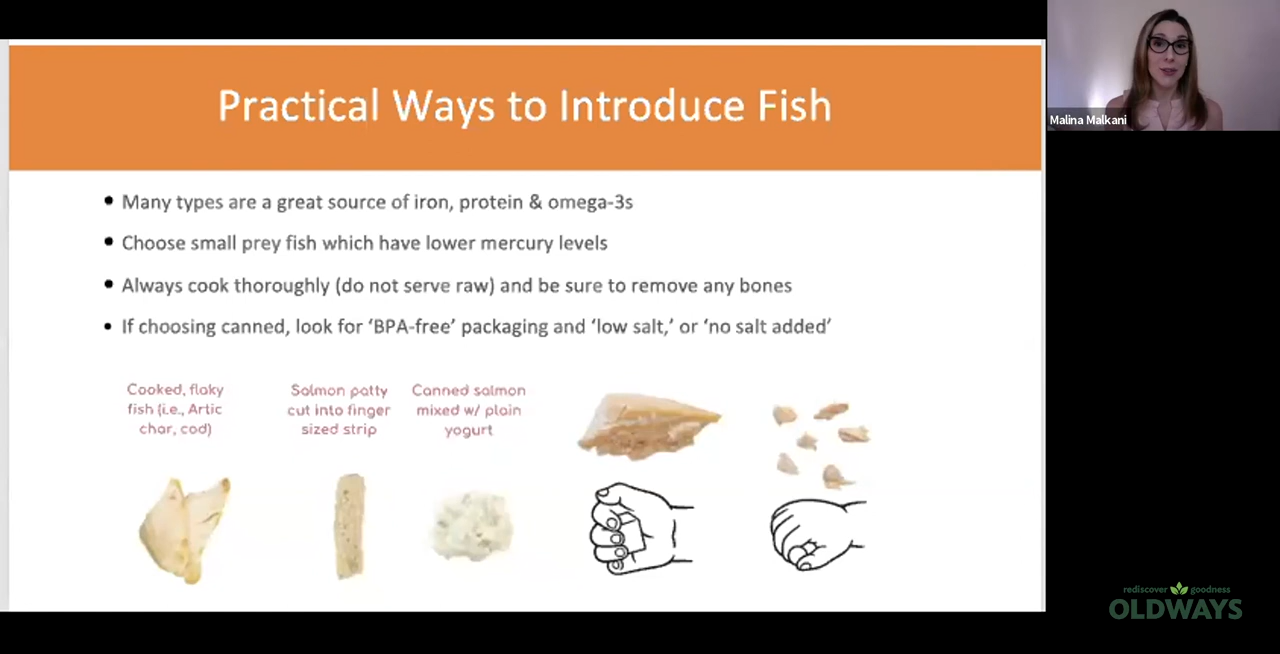 Practical Ways to Introduce Fish
Malina Malkani
• Many types are a great source of iron, protein & omega-3s
• Choose small prey fish which have lower mercury levels
• Always cook thoroughly (do not serve raw) and be sure to remove any bones
• If choosing canned, look for ‘BPA-free’ packaging and ‘low salt,’ or ‘no salt added’
Cooked, flaky
fish (i.e., Artic
char, cod)
Salmon patty
cut into finger
sized strip
Canned salmon
mixed w/ plain
yogurt
rediscover goodness
OLDWAYS